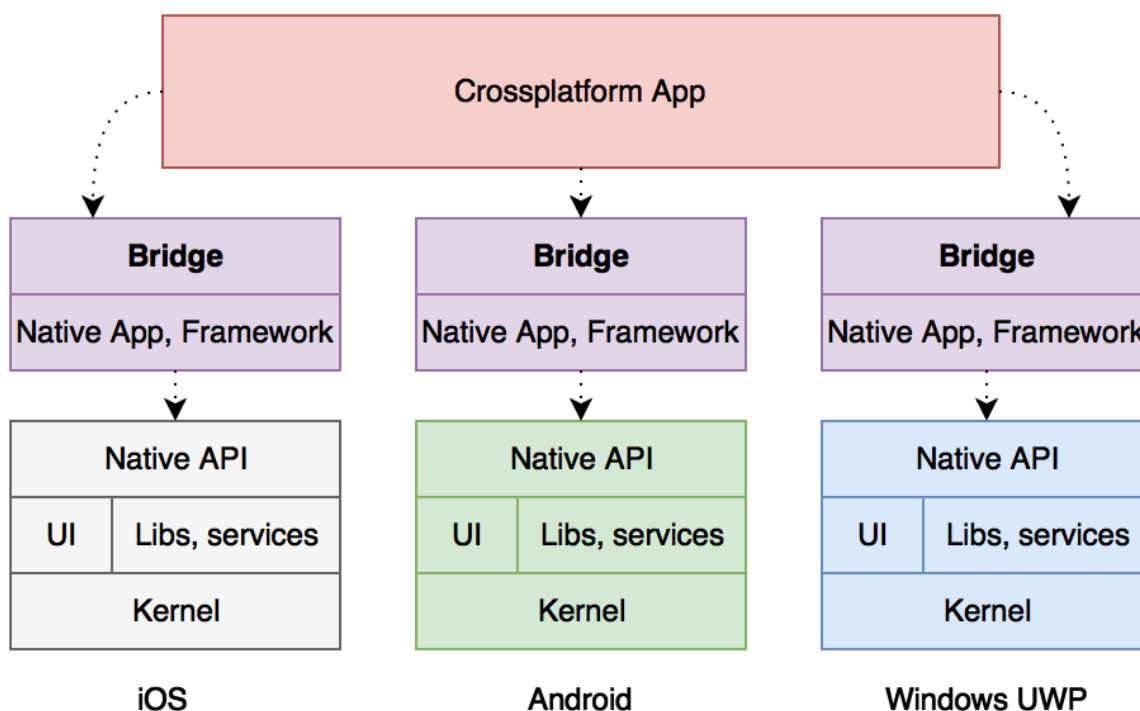 Crossplatform App
Bridge
Bridge
Bridge
Native App, Framework
Native App, Framework
Native App, Framework
Native API
Native API
Native API
UI
Libs, services
UI
Libs, services
UI
Libs, services
Kernel
Kernel
Kernel
iOS
Android
Windows UWP